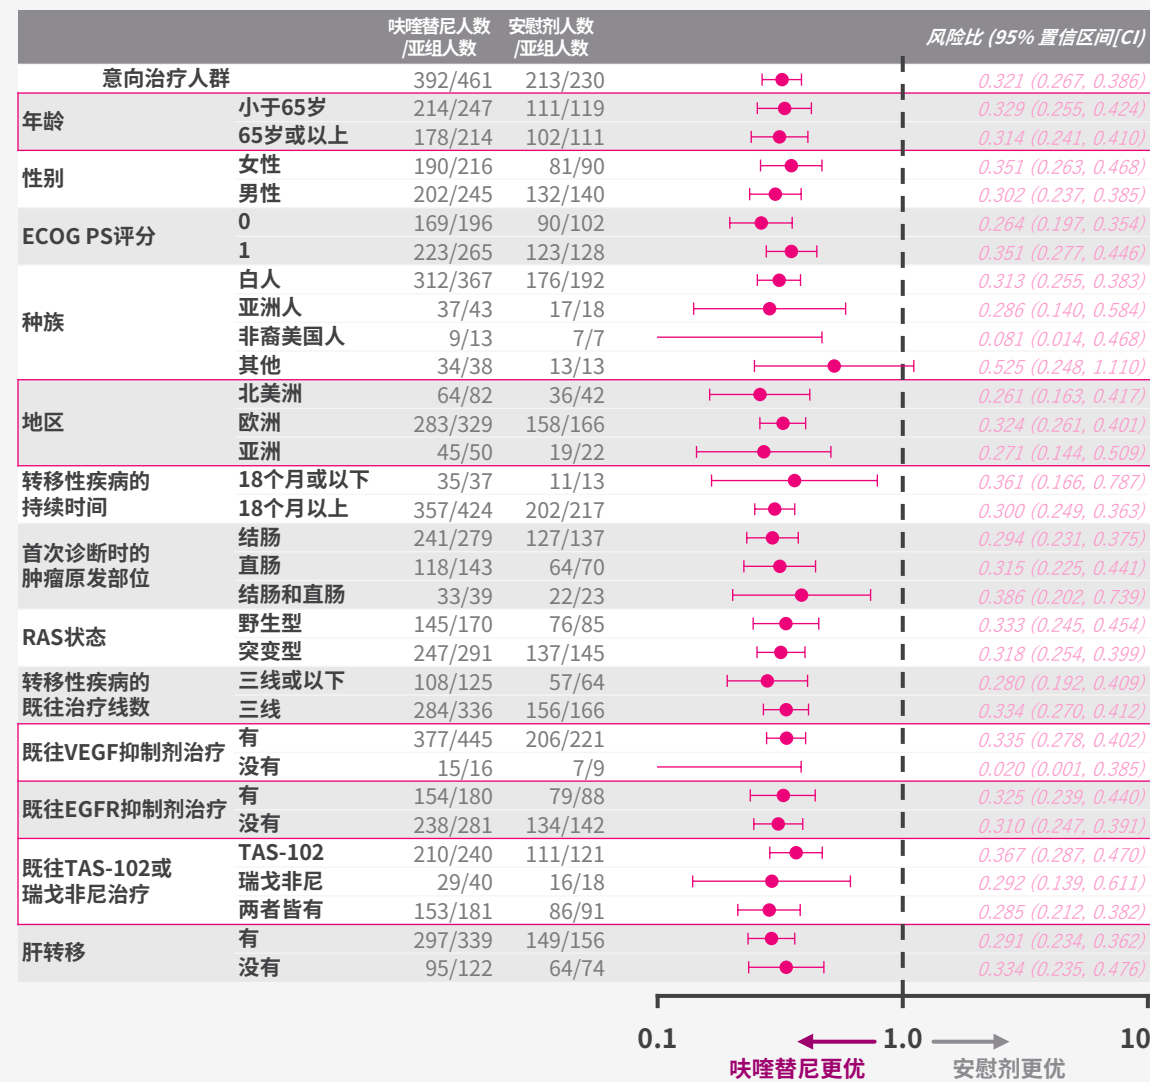 呋喹替尼人数 安慰剂人数
/亚组人数 /亚组人数
风险比 (95% 置信区间[CI)
意向治疗人群 392/461 213/230 0.321 (0.267, 0.386)
年龄
小于65岁 214/247 111/119 0.329 (0.255, 0.424)
65岁或以上 178/214 102/111 0.314 (0.241, 0.410)
性别
女性 190/216 81/90 0.351 (0.263, 0.468)
男性 202/245 132/140 0.302 (0.237, 0.385)
ECOG PS评分
0 169/196 90/102 0.264 (0.197, 0.354)
1 223/265 123/128 0.351 (0.277, 0.446)
种族
白人 312/367 176/192 0.313 (0.255, 0.383)
亚洲人 37/43 17/18 0.286 (0.140, 0.584)
非裔美国人 9/13 7/7 0.081 (0.014, 0.468)
其他 34/38 13/13 0.525 (0.248, 1.110)
地区
北美洲 64/82 36/42 0.261 (0.163, 0.417)
欧洲 283/329 158/166 0.324 (0.261, 0.401)
亚洲 45/50 19/22 0.271 (0.144, 0.509)
转移性疾病的
持续时间
18个月或以下 35/37 11/13 0.361 (0.166, 0.787)
18个月以上 357/424 202/217 0.300 (0.249, 0.363)
首次诊断时的
肿瘤原发部位
结肠 241/279 127/137 0.294 (0.231, 0.375)
直肠 118/143 64/70 0.315 (0.225, 0.441)
结肠和直肠 33/39 22/23 0.386 (0.202, 0.739)
RAS状态
野生型 145/170 76/85 0.333 (0.245, 0.454)
突变型 247/291 137/145 0.318 (0.254, 0.399)
转移性疾病的
既往治疗线数
三线或以下 108/125 57/64 0.280 (0.192, 0.409)
三线 284/336 156/166 0.334 (0.270, 0.412)
既往VEGF抑制剂治疗
有 377/445 206/221 0.335 (0.278, 0.402)
没有 15/16 7/9 0.020 (0.001, 0.385)
既往EGFR抑制剂治疗
有 154/180 79/88 0.325 (0.239, 0.440)
没有 238/281 134/142 0.310 (0.247, 0.391)
既往TAS-102或
瑞戈非尼治疗
TAS-102 210/240 111/121 0.367 (0.287, 0.470)
瑞戈非尼 29/40 16/18 0.292 (0.139, 0.611)
两者皆有 153/181 86/91 0.285 (0.212, 0.382)
肝转移
有 297/339 149/156 0.291 (0.234, 0.362)
没有 95/122 64/74 0.334 (0.235, 0.476)
0.1 1.0 10
呋喹替尼更优 安慰剂更优